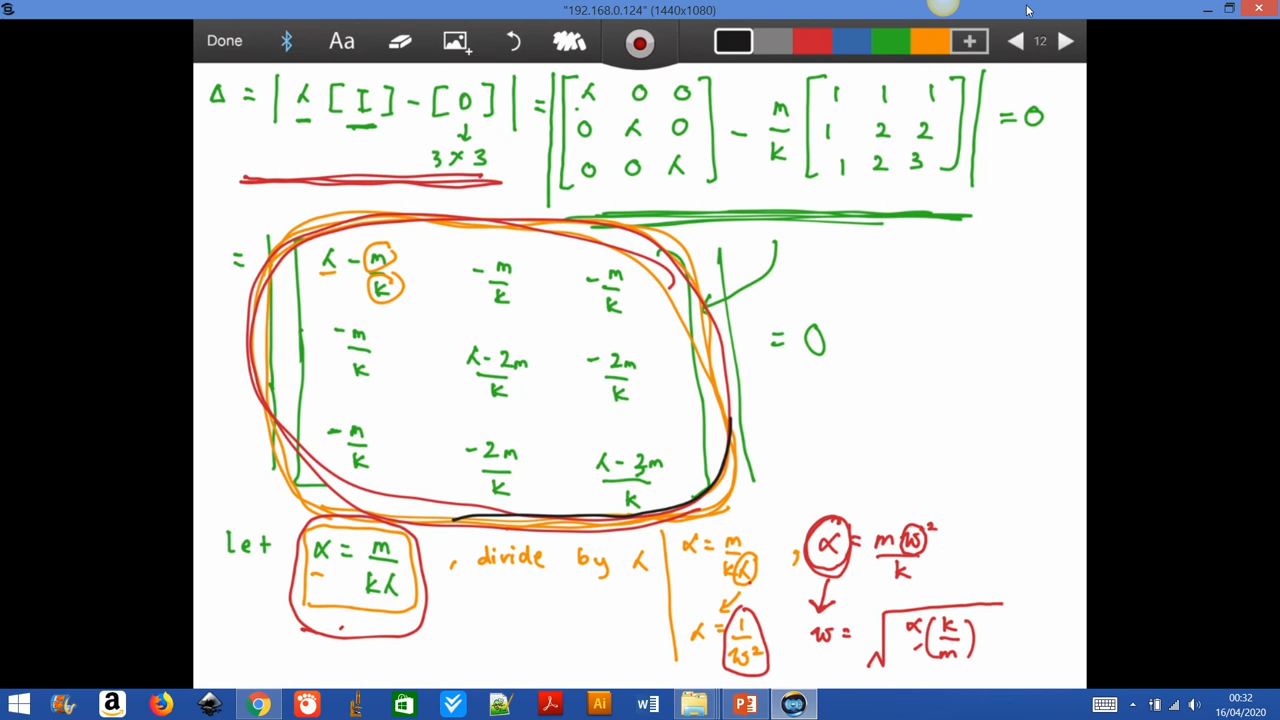 "192.168.0.124" (1440x1080)
Done Aa 12
Δ = | λ [ I ] - [ D ] | = | [ λ 0 0 ; 0 λ 0 ; 0 0 λ ] - m/k [ 1 1 1 ; 1 2 2 ; 1 2 3 ] | = 0
3 × 3
= | [ λ - m/k -m/k -m/k
-m/k λ-2m/k -2m/k
-m/k -2m/k λ-3m/k ] | = 0
let α = m/kλ , divide by λ | α = m/kλ , α = mω²/k
λ = 1/ω² ω = √α(k/m)
00:32
16/04/2020